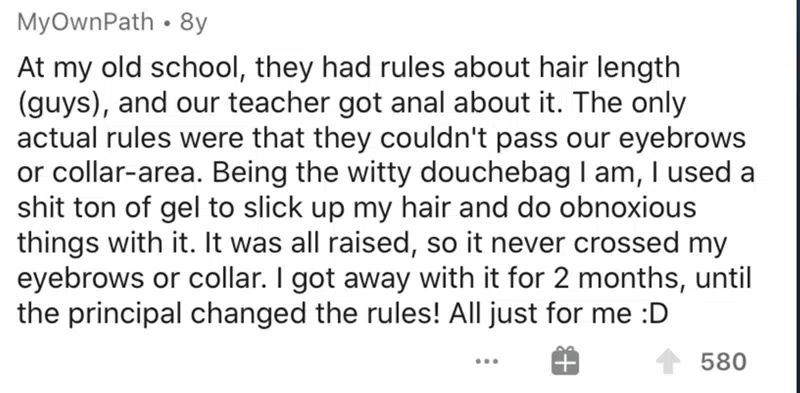 MyOwnPath • 8y
At my old school, they had rules about hair length
(guys), and our teacher got anal about it. The only
actual rules were that they couldn't pass our eyebrows
or collar-area. Being the witty douchebag I am, I used a
shit ton of gel to slick up my hair and do obnoxious
things with it. It was all raised, so it never crossed my
eyebrows or collar. I got away with it for 2 months, until
the principal changed the rules! All just for me :D
... 580